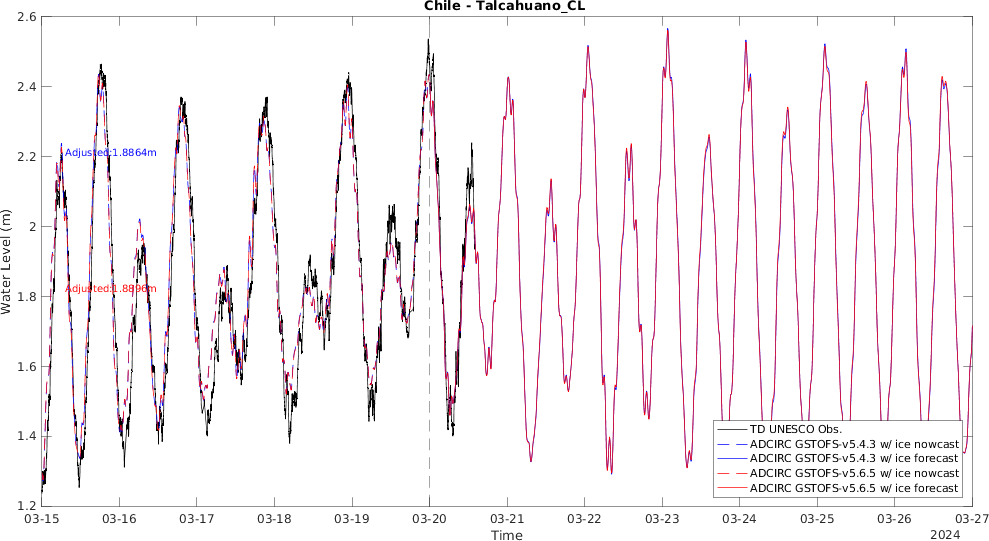 Chile - Talcahuano_CL
Water Level (m)
2.6
2.4
2.2
2
1.8
1.6
1.4
1.2
Adjusted:1.8864m
Adjusted:1.8896m
TD UNESCO Obs.
ADCIRC GSTOFS-v5.4.3 w/ ice nowcast
ADCIRC GSTOFS-v5.4.3 w/ ice forecast
ADCIRC GSTOFS-v5.6.5 w/ ice nowcast
ADCIRC GSTOFS-v5.6.5 w/ ice forecast
03-15 03-16 03-17 03-18 03-19 03-20 03-21 03-22 03-23 03-24 03-25 03-26 03-27
Time
2024